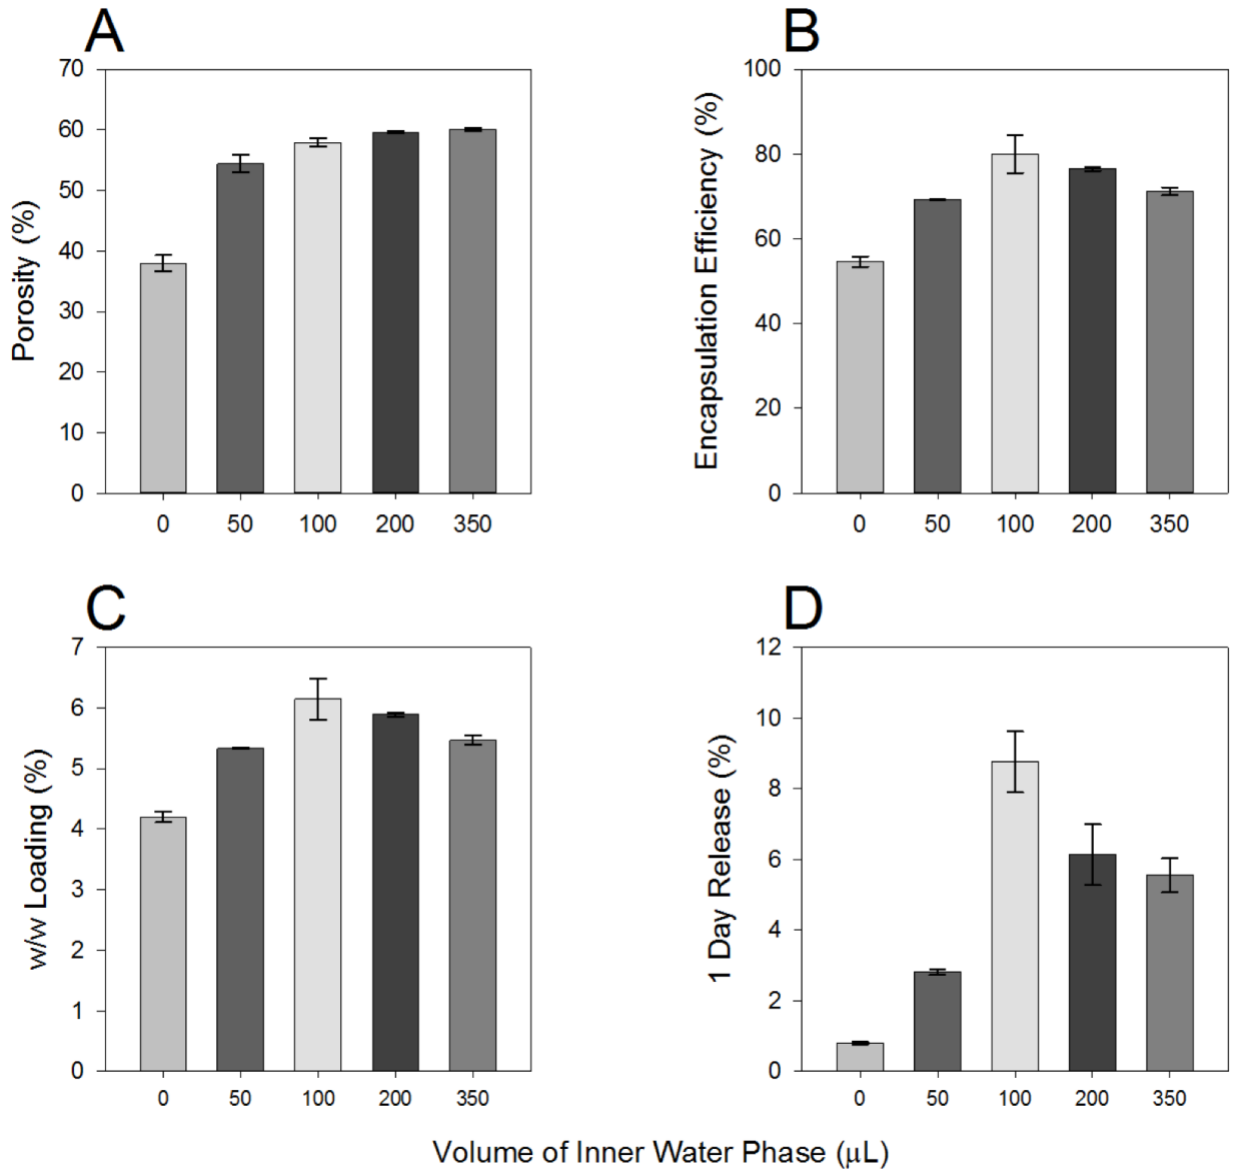 A
Porosity (%)
70
60
50
40
30
20
10
0
0 50 100 200 350
B
Encapsulation Efficiency (%)
100
80
60
40
20
0
0 50 100 200 350
C
w/w Loading (%)
7
6
5
4
3
2
1
0
0 50 100 200 350
D
1 Day Release (%)
12
10
8
6
4
2
0
0 50 100 200 350
Volume of Inner Water Phase (μL)